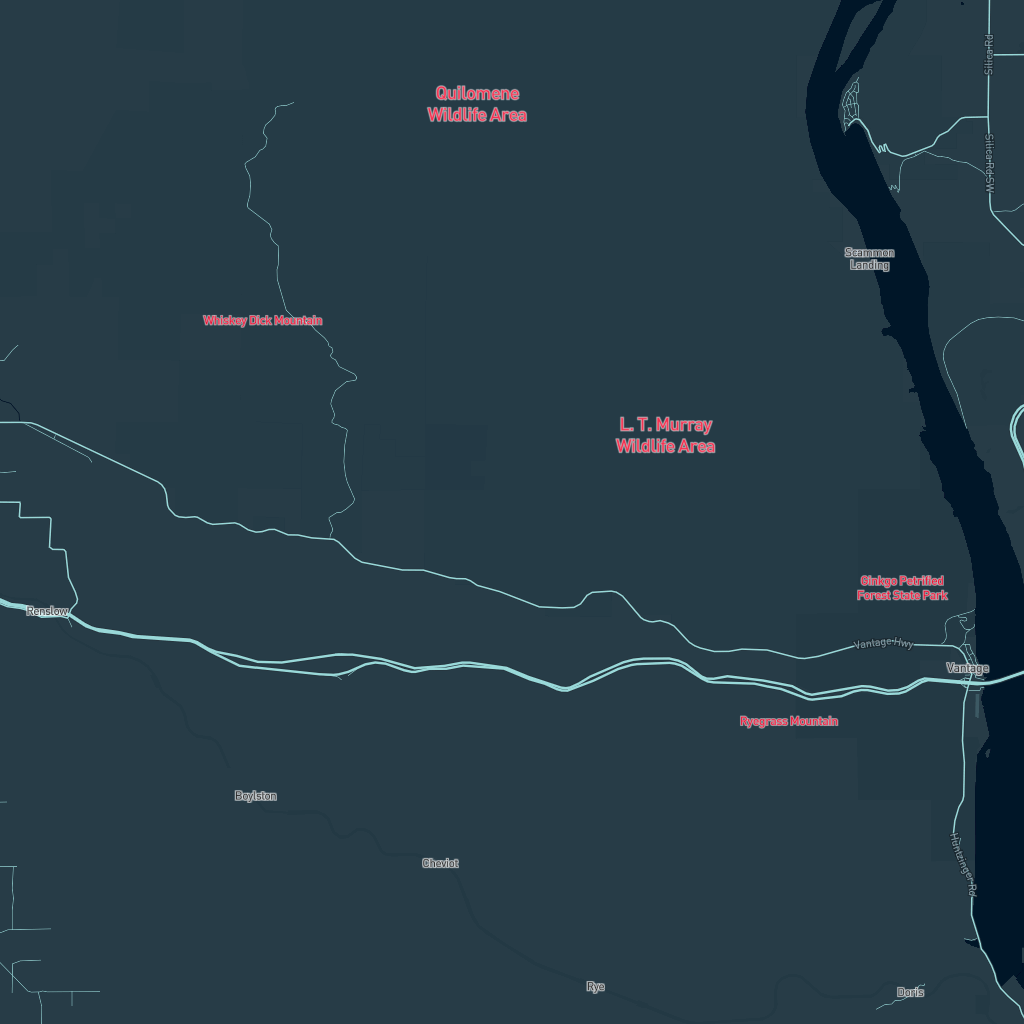 Silica Rd
Quilomene
Wildlife Area
Silica Rd SW
Scammon
Landing
Whiskey Dick Mountain
L. T. Murray
Wildlife Area
Ginkgo Petrified
Forest State Park
Renslow
Vantage Hwy
Vantage
Ryegrass Mountain
Boylston
Cheviot
Huntzinger Rd
Rye
Doris